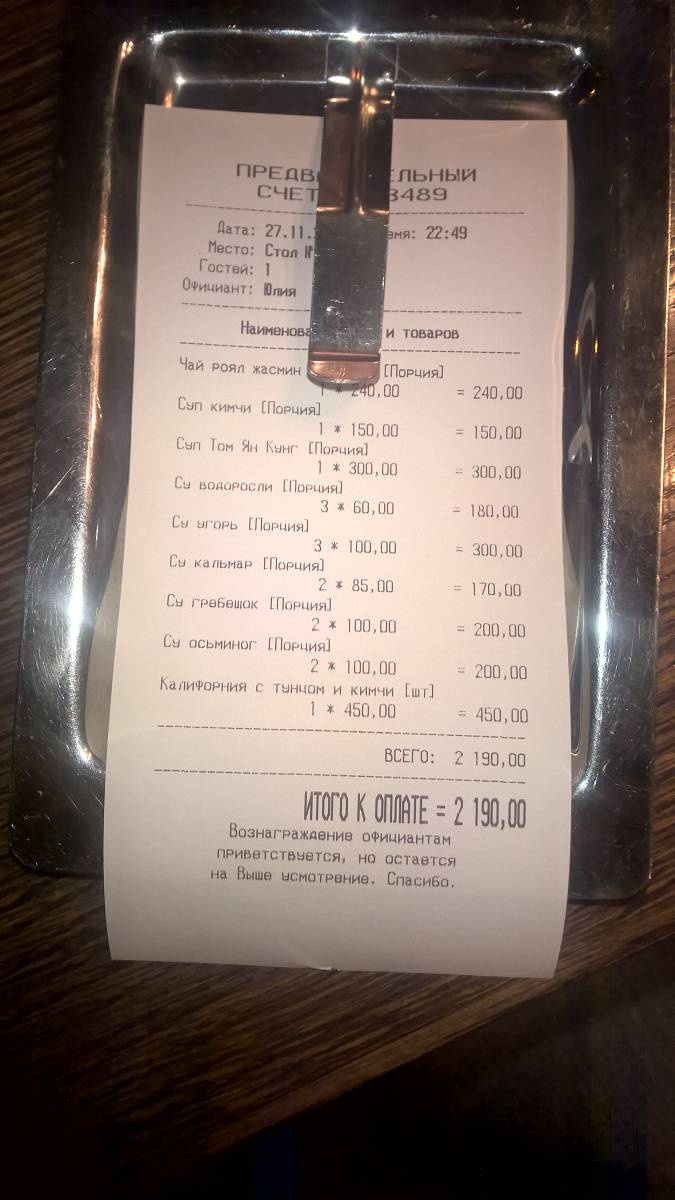 ПРЕДВ ЕЛЬНЫЙ
СЧЕТ 8489
Дата: 27.11. емя: 22:49
Место: Стол №
Гостей: 1
Официант: Юлия
Наименова и товаров
Чай роял жасмин [Порция]
1 * 240,00 = 240,00
Суп кимчи [Порция]
1 * 150,00 = 150,00
Суп Том Ян Кунг [Порция]
1 * 300,00 = 300,00
Су водоросли [Порция]
3 * 60,00 = 180,00
Су угорь [Порция]
3 * 100,00 = 300,00
Су кальмар [Порция]
2 * 85,00 = 170,00
Су гребешок [Порция]
2 * 100,00 = 200,00
Су осьминог [Порция]
2 * 100,00 = 200,00
Калифорния с тунцом и кимчи [шт]
1 * 450,00 = 450,00
ВСЕГО: 2 190,00
ИТОГО К ОПЛАТЕ = 2 190,00
Вознаграждение официантам
приветствуется, но остается
на Выше усмотрение. Спасибо.